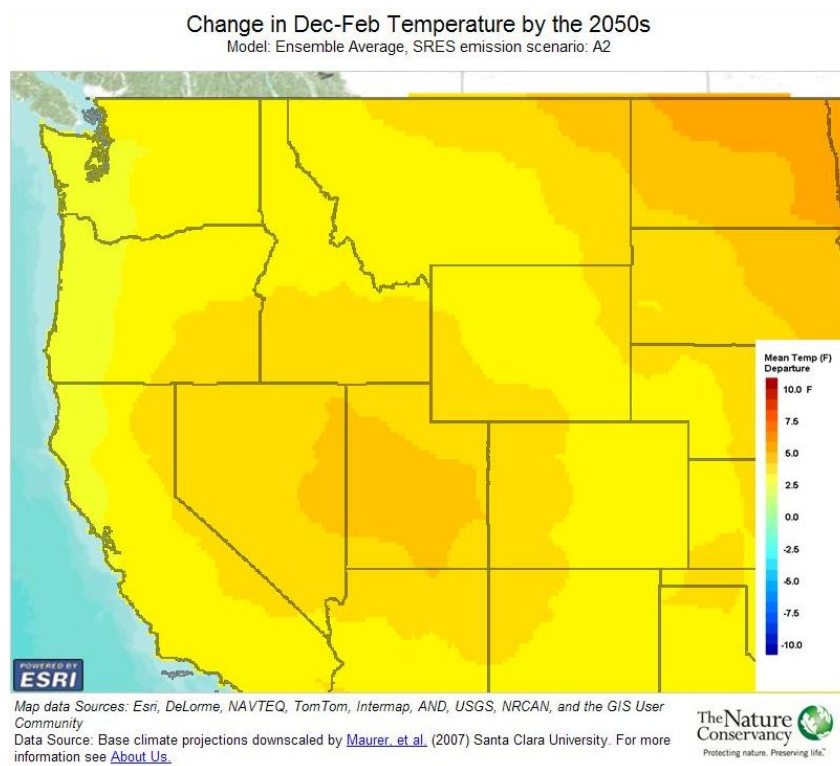 Change in Dec-Feb Temperature by the 2050s
Model: Ensemble Average, SRES emission scenario: A2
Mean Temp (F)
Departure
10.0 F
7.5
5.0
2.5
0.0
-2.5
-5.0
-7.5
-10.0
POWERED BY
ESRI
Map data Sources: Esri, DeLorme, NAVTEQ, TomTom, Intermap, AND, USGS, NRCAN, and the GIS User
Community
Data Source: Base climate projections downscaled by Maurer, et al. (2007) Santa Clara University. For more
information see About Us.
The Nature
Conservancy
Protecting nature. Preserving life.™